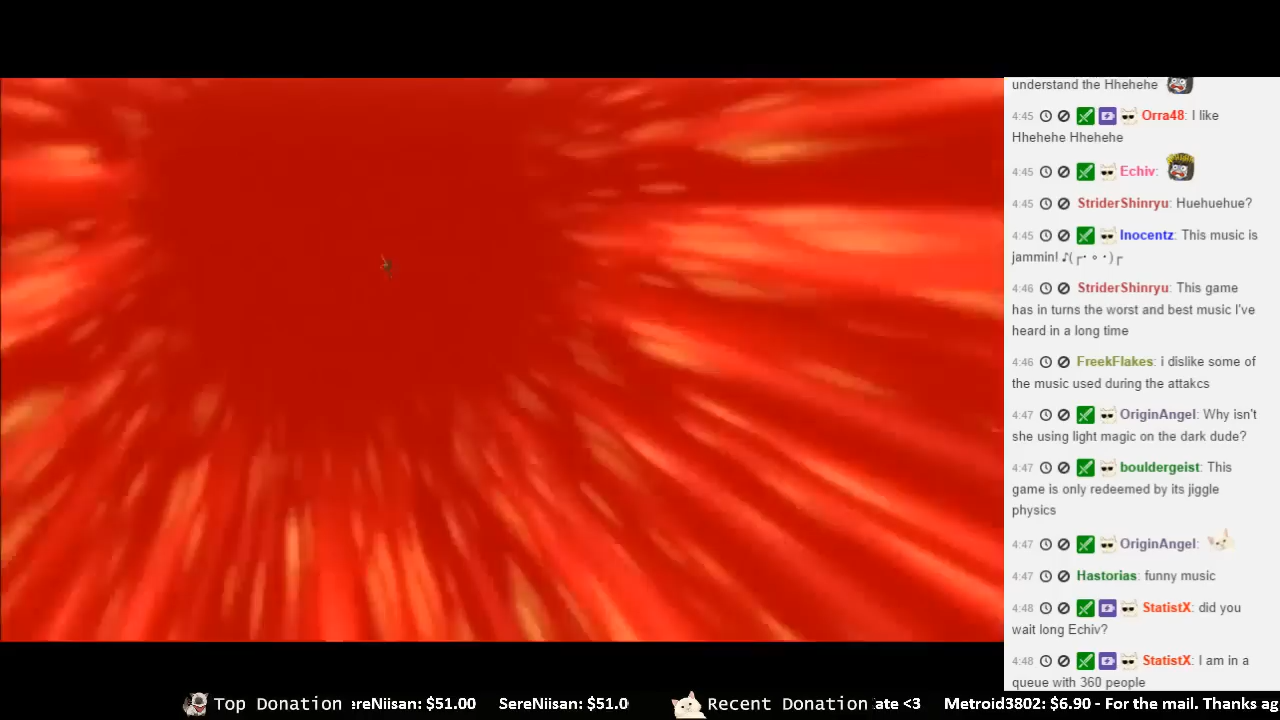 understand the Hhehehe
4:45 Orra48: I like
Hhehehe Hhehehe
4:45 Echiv:
4:45 StriderShinryu: Huehuehue?
4:45 Inocentz: This music is
jammin! ♪(┌・。・)┌
4:46 StriderShinryu: This game
has in turns the worst and best music I've
heard in a long time
4:46 FreekFlakes: i dislike some of
the music used during the attakcs
4:47 OriginAngel: Why isn't
she using light magic on the dark dude?
4:47 bouldergeist: This
game is only redeemed by its jiggle
physics
4:47 OriginAngel:
4:47 Hastorias: funny music
4:48 StatistX: did you
wait long Echiv?
4:48 StatistX: I am in a
queue with 360 people
Top Donation ereNiisan: $51.00 SereNiisan: $51.0 Recent Donation ate <3 Metroid3802: $6.90 - For the mail. Thanks ag